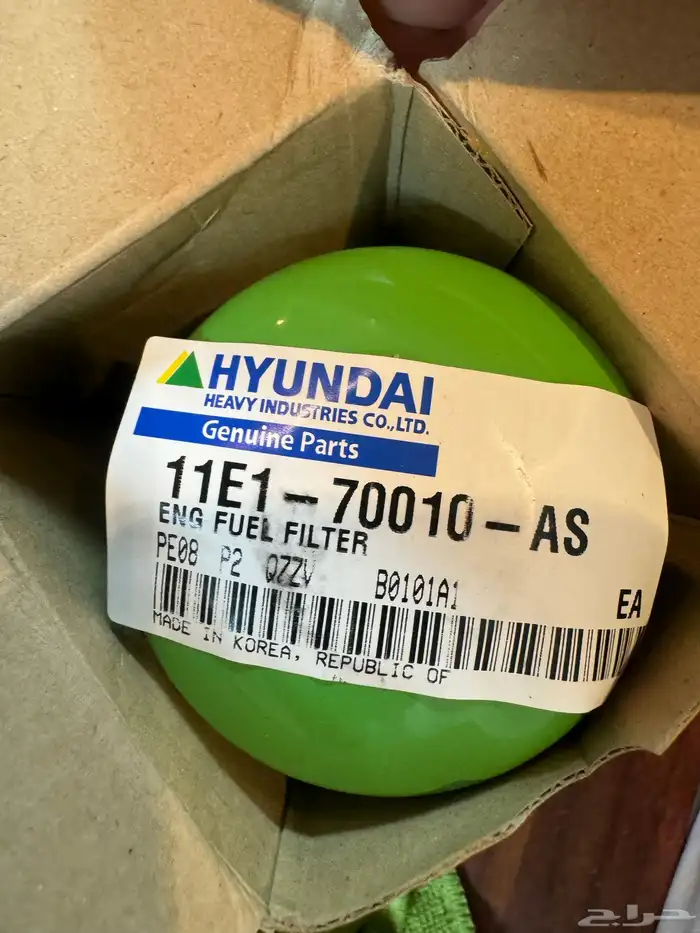 HYUNDAI
HEAVY INDUSTRIES CO.,LTD.
Genuine Parts
11E1-70010-AS
ENG FUEL FILTER
PE08 P2 QZZV B0101A1
EA
MADE IN KOREA, REPUBLIC OF
حراج